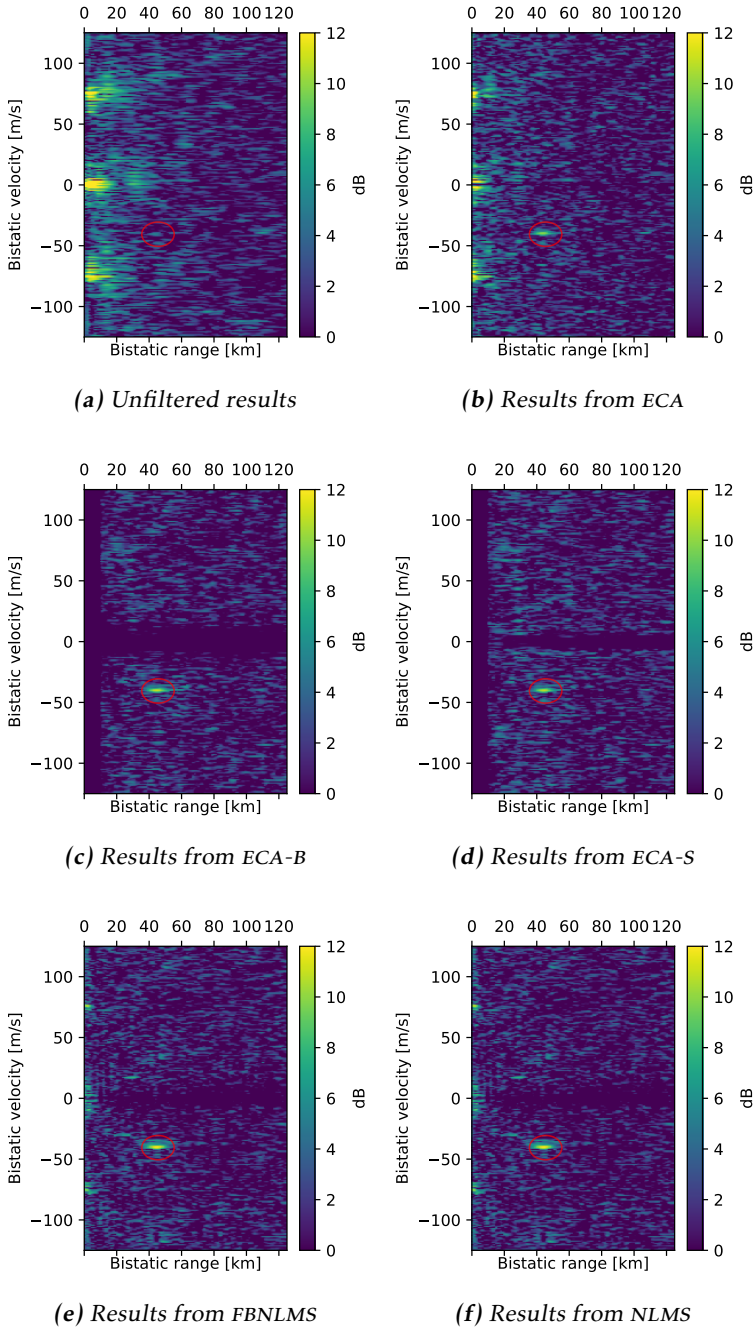 0 20 40 60 80 100 120
100
50
0
−50
−100
Bistatic velocity [m/s]
Bistatic range [km]
12
10
8
6
4
2
0
dB
(a) Unfiltered results
0 20 40 60 80 100 120
100
50
0
−50
−100
Bistatic velocity [m/s]
Bistatic range [km]
12
10
8
6
4
2
0
dB
(b) Results from ECA
0 20 40 60 80 100 120
100
50
0
−50
−100
Bistatic velocity [m/s]
Bistatic range [km]
12
10
8
6
4
2
0
dB
(c) Results from ECA-B
0 20 40 60 80 100 120
100
50
0
−50
−100
Bistatic velocity [m/s]
Bistatic range [km]
12
10
8
6
4
2
0
dB
(d) Results from ECA-S
0 20 40 60 80 100 120
100
50
0
−50
−100
Bistatic velocity [m/s]
Bistatic range [km]
12
10
8
6
4
2
0
dB
(e) Results from FBNLMS
0 20 40 60 80 100 120
100
50
0
−50
−100
Bistatic velocity [m/s]
Bistatic range [km]
12
10
8
6
4
2
0
dB
(f) Results from NLMS